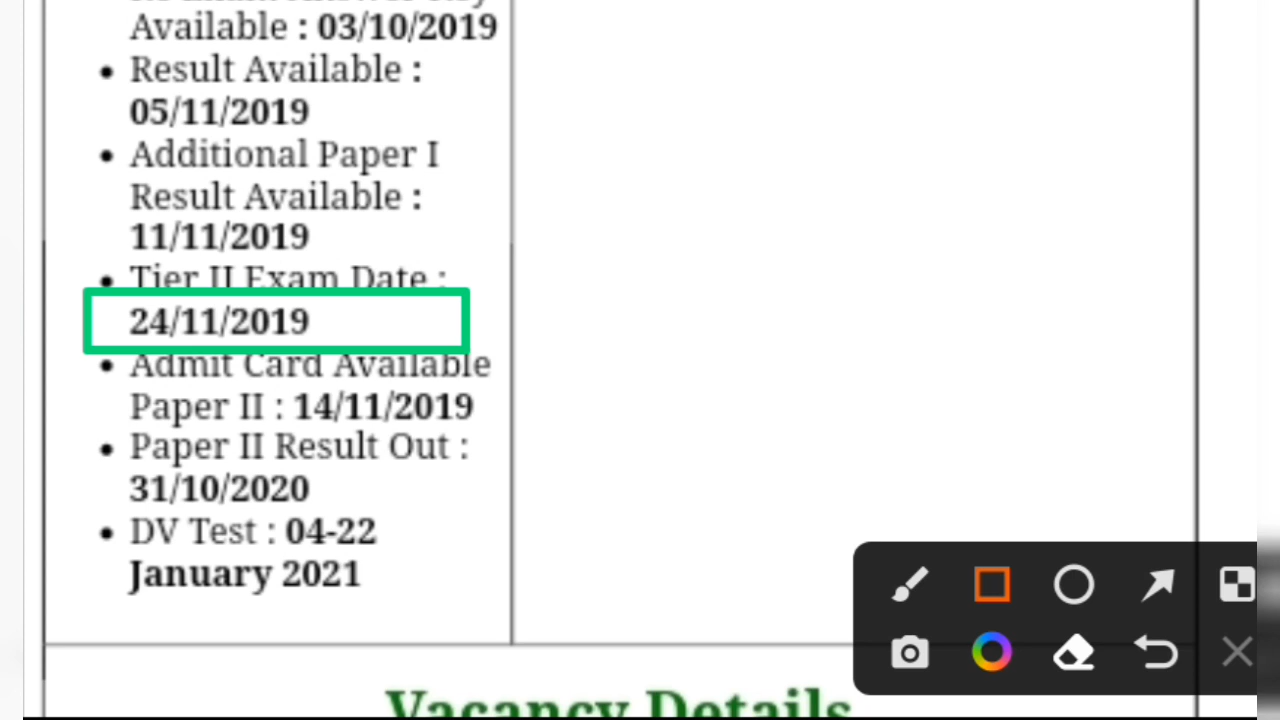 Available : 03/10/2019
• Result Available :
05/11/2019
• Additional Paper I
Result Available :
11/11/2019
• Tier II Exam Date :
24/11/2019
• Admit Card Available
Paper II : 14/11/2019
• Paper II Result Out :
31/10/2020
• DV Test : 04-22
January 2021
Vacancy Details